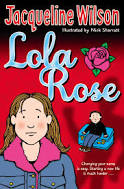 Jacqueline
Wilson
Illustrated by Nick Sharratt
Lola
Rose
Changing your name
is easy. Starting a new life
is much harder ...